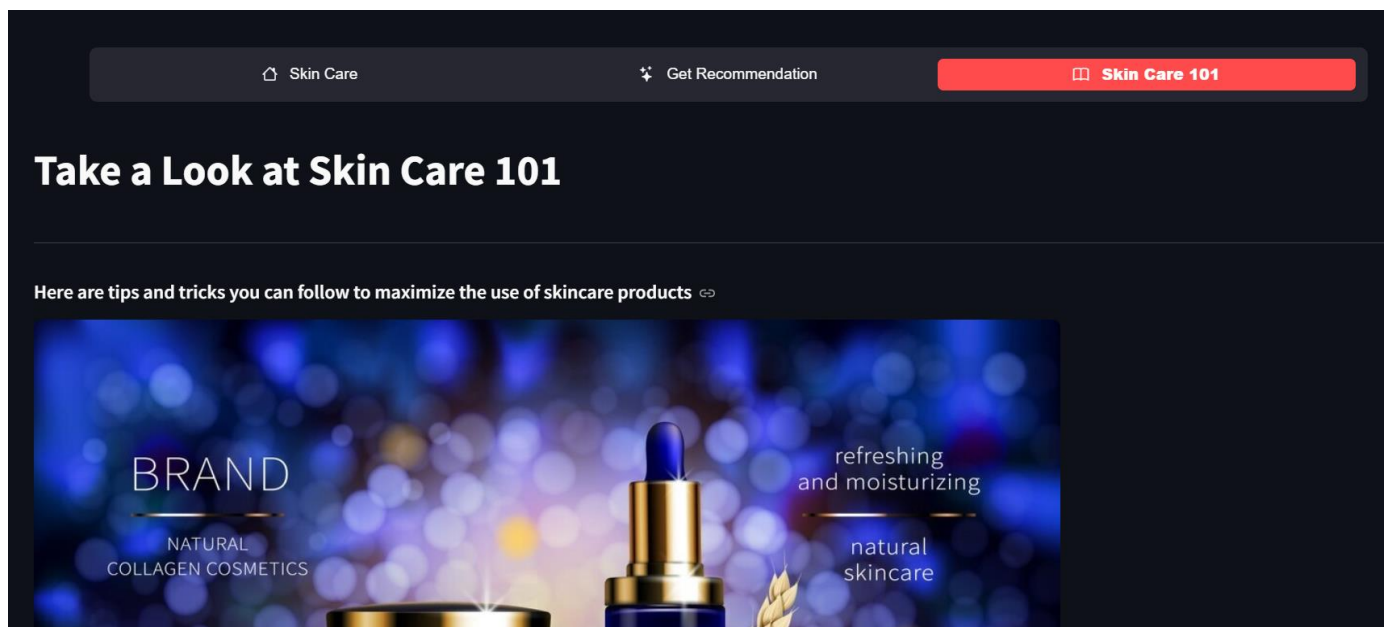 Skin Care
Get Recommendation
Skin Care 101
Take a Look at Skin Care 101
Here are tips and tricks you can follow to maximize the use of skincare products
BRAND
NATURAL
COLLAGEN COSMETICS
refreshing
and moisturizing
natural
skincare